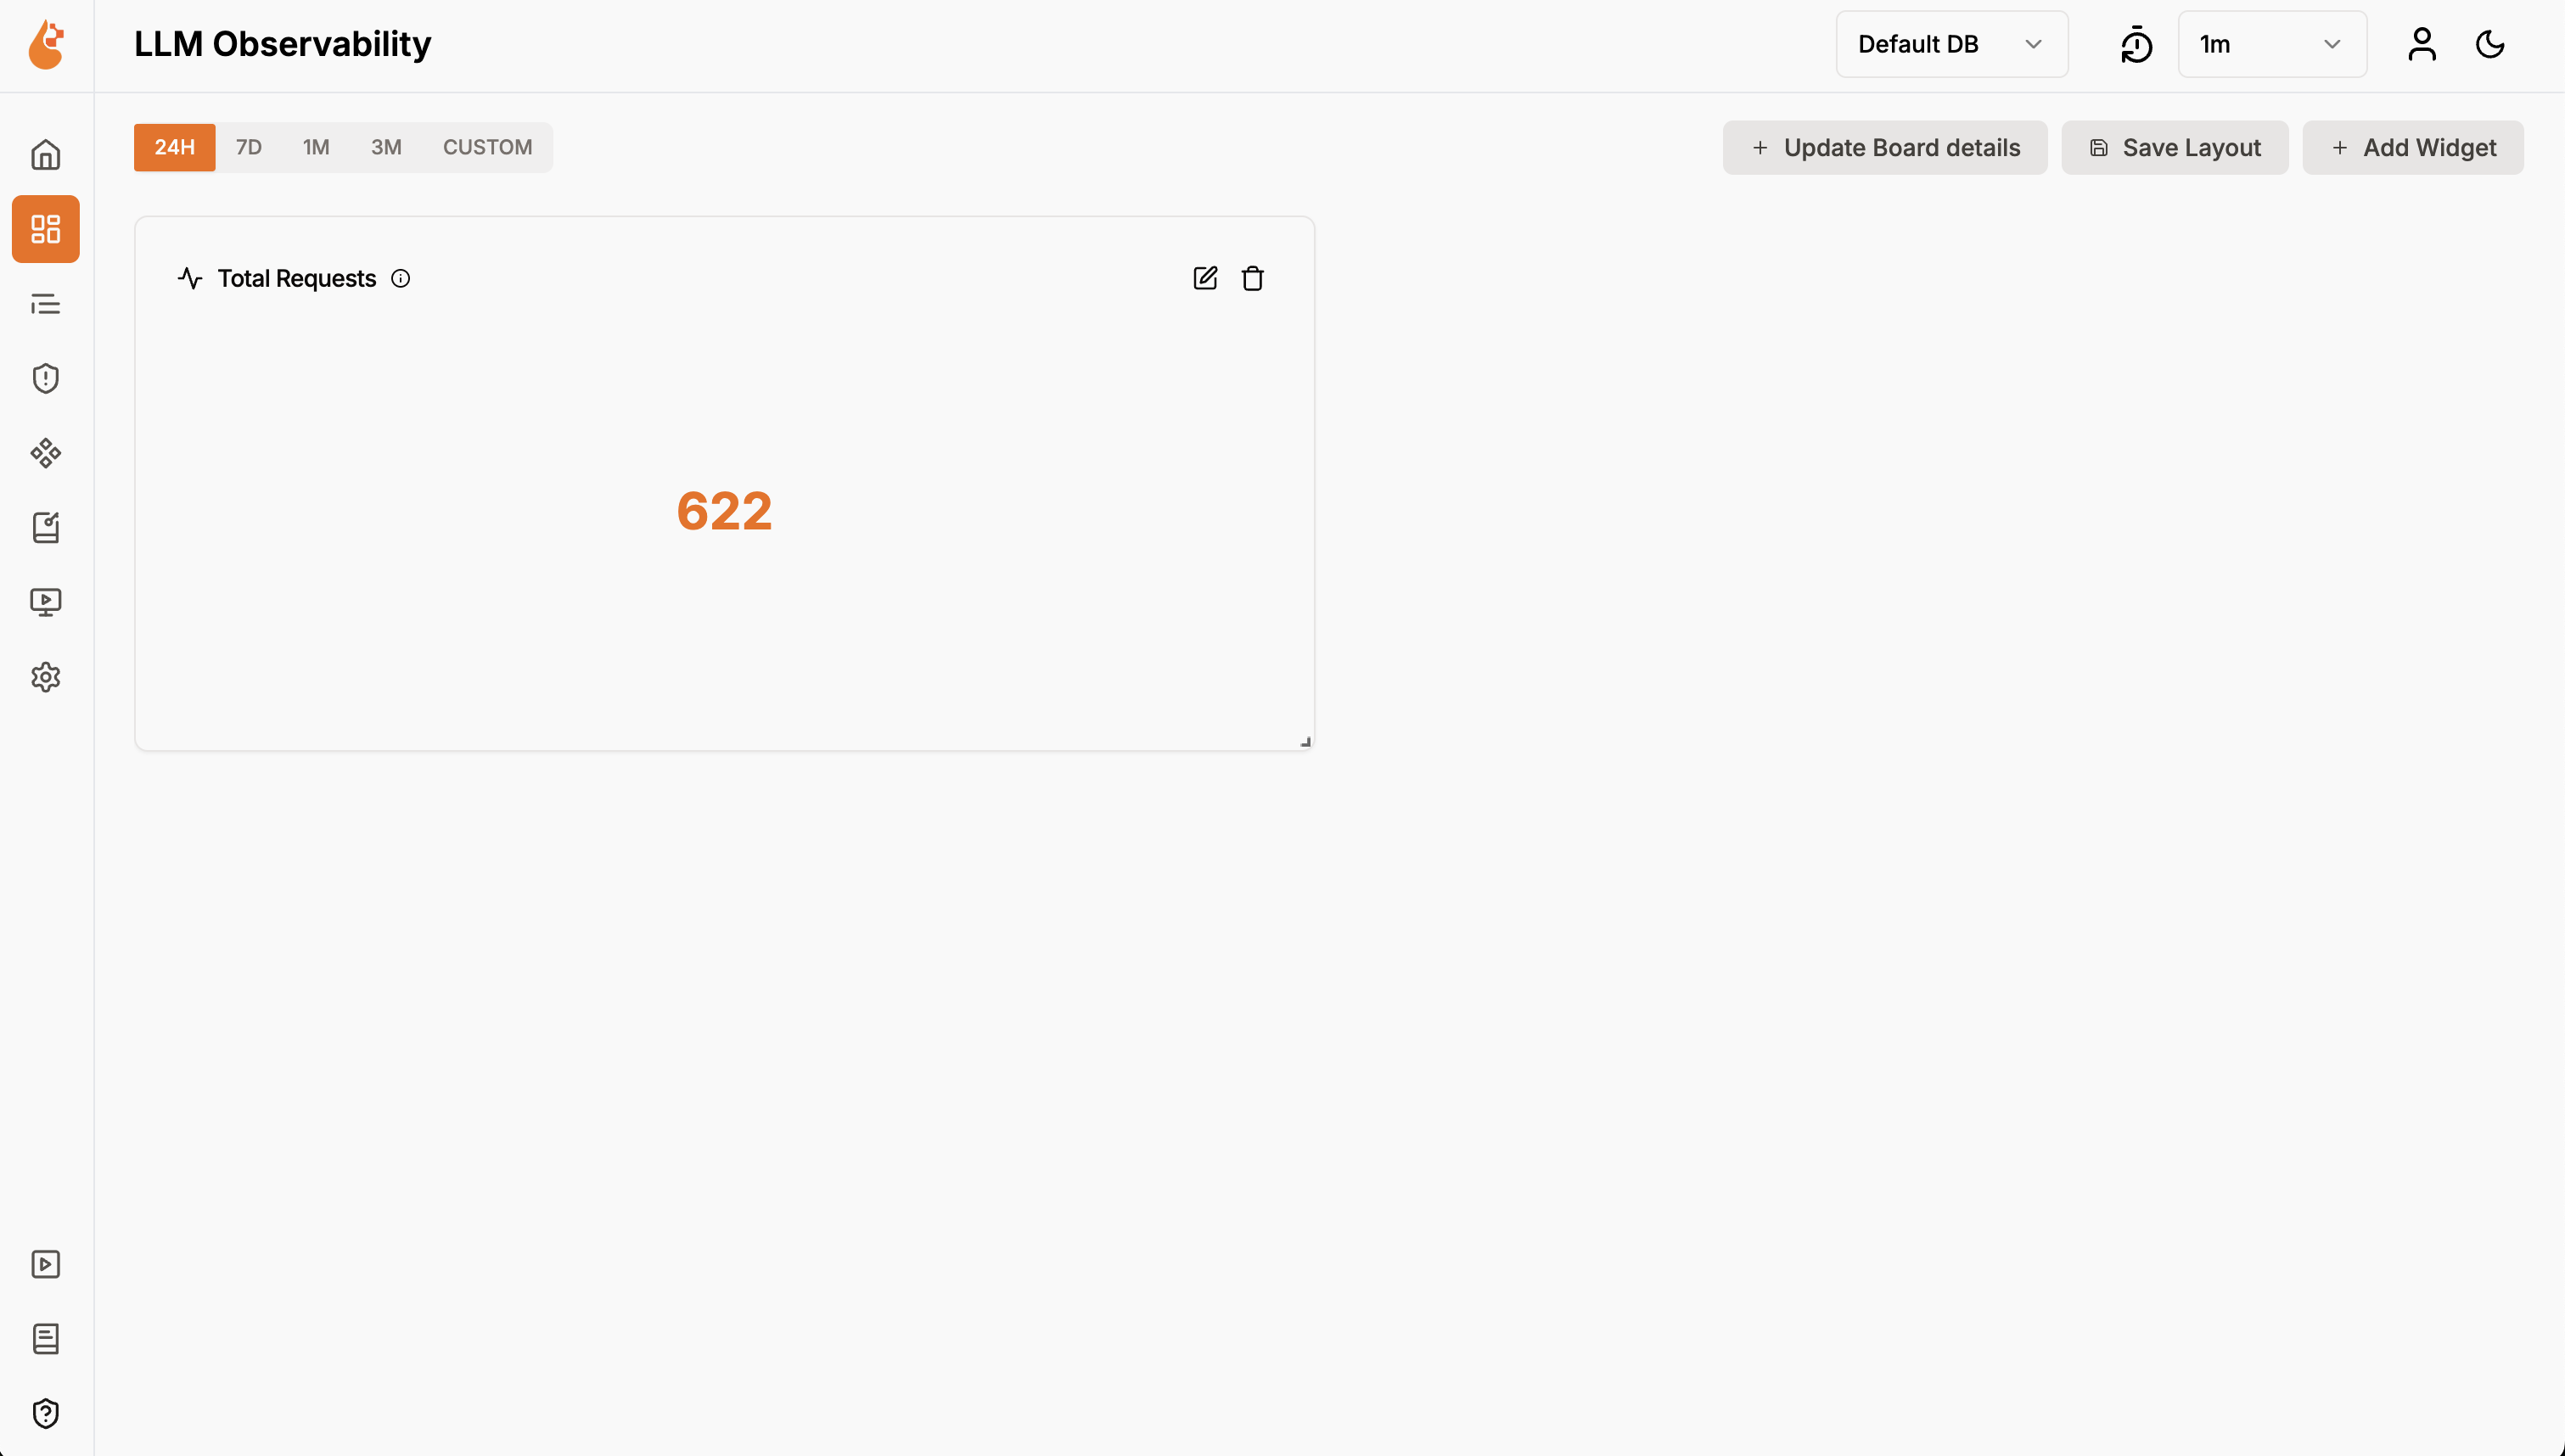 LLM Observability
Default DB
1m
24H 7D 1M 3M CUSTOM
Update Board details
Save Layout
Add Widget
Total Requests
622